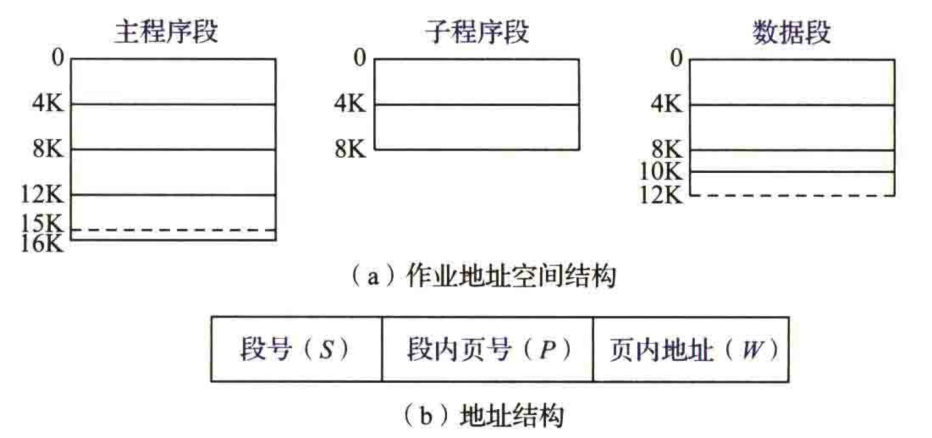 主程序段 子程序段 数据段
0 0 0
4K 4K 4K
8K 8K 8K
10K
12K 12K
15K
16K
（a）作业地址空间结构
段号（S） 段内页号（P） 页内地址（W）
（b）地址结构